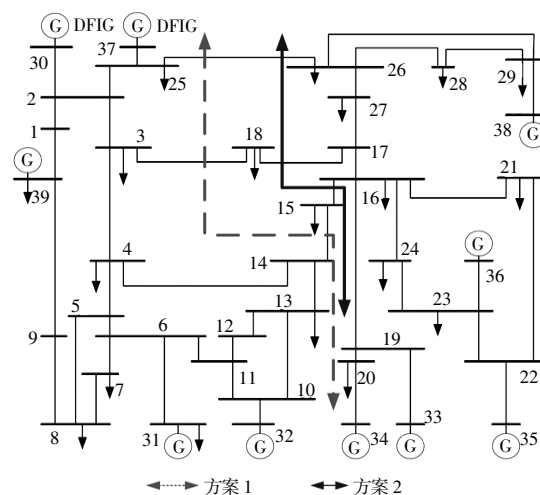 G DFIG G DFIG
30 37
25 26 28 29
2 27 38 G
1 3 18 17 21
G 39 15 16
4 14 24 G 36
5 6 12 13 23
9 19
7 11 10 20 22
8 31 G G 32 G 34 G 33 G 35
方案1 方案2